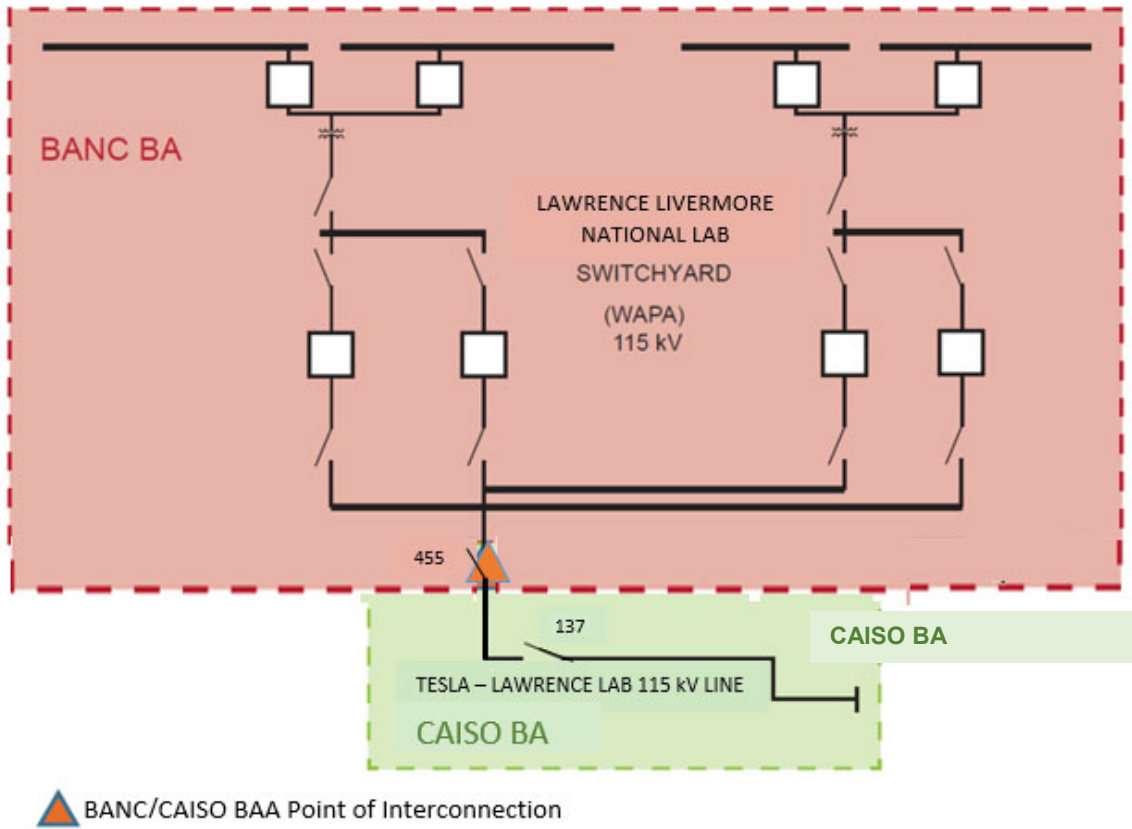 BANC BA
LAWRENCE LIVERMORE
NATIONAL LAB
SWITCHYARD
(WAPA)
115 kV
455
137
CAISO BA
TESLA – LAWRENCE LAB 115 kV LINE
CAISO BA
BANC/CAISO BAA Point of Interconnection